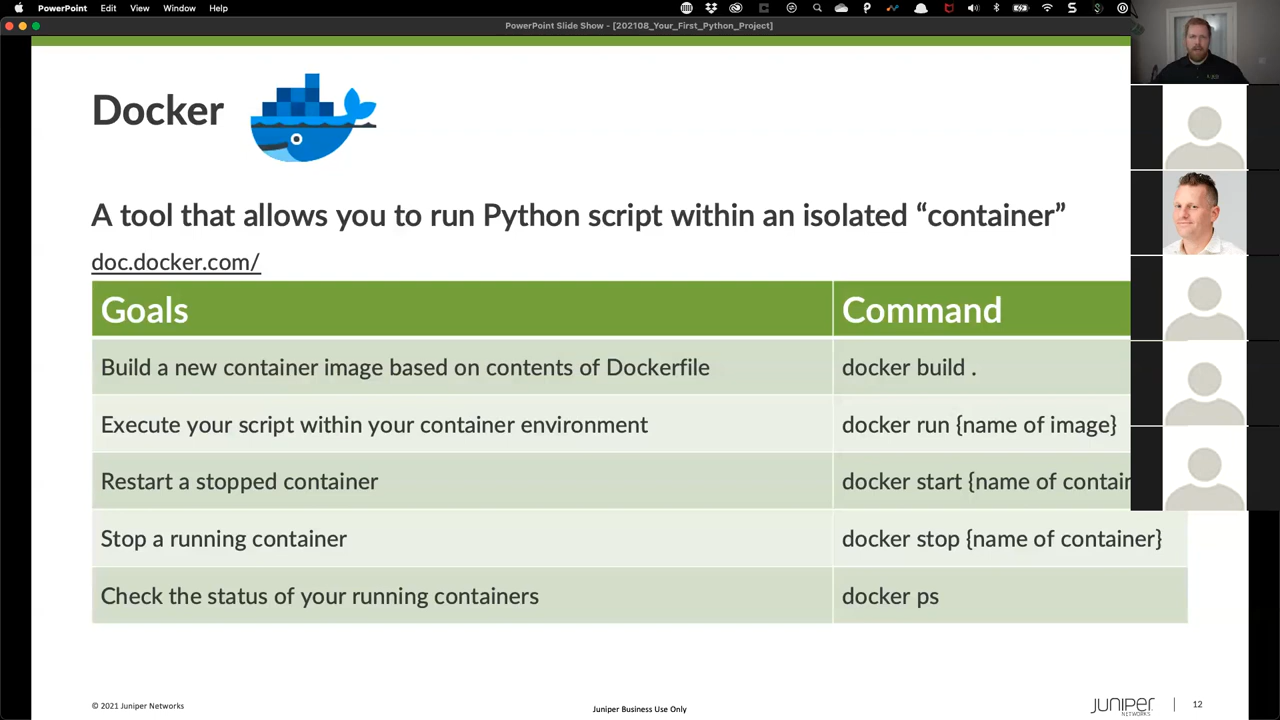 PowerPoint File Edit View Window Help
PowerPoint Slide Show - [202108_Your_First_Python_Project]
Docker
A tool that allows you to run Python script within an isolated “container”
doc.docker.com/
Goals Command
Build a new container image based on contents of Dockerfile docker build .
Execute your script within your container environment docker run {name of image}
Restart a stopped container docker start {name of contain
Stop a running container docker stop {name of container}
Check the status of your running containers docker ps
© 2021 Juniper Networks Juniper Business Use Only JUNIPER NETWORKS | 12